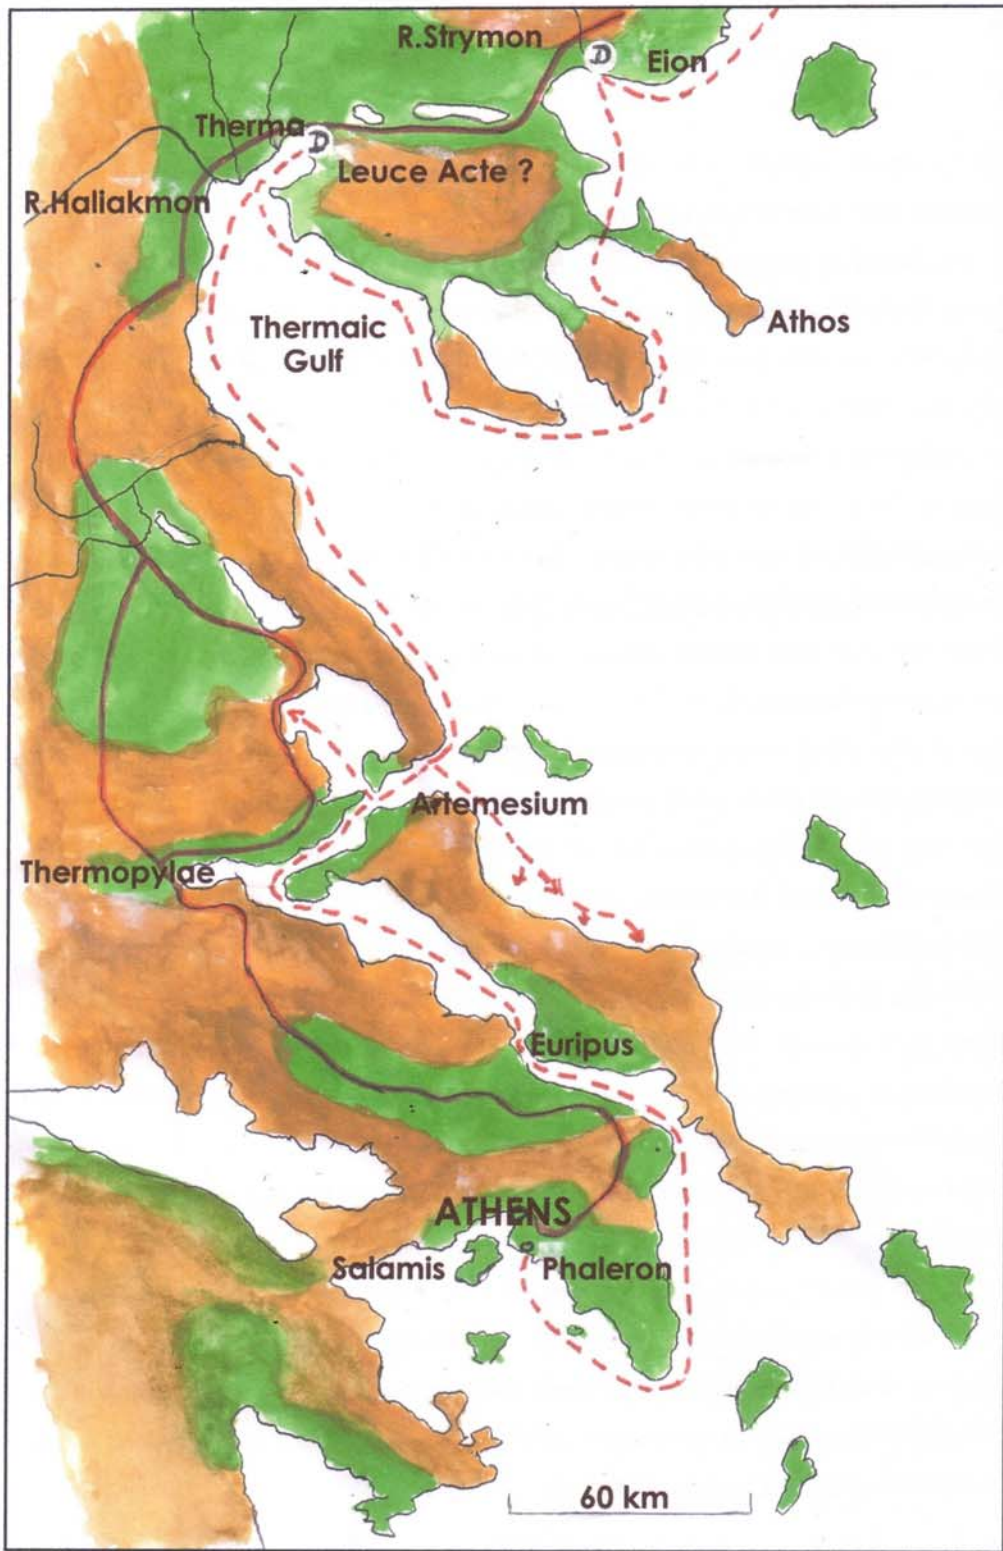 R.Strymon
D
Eion
Therma
D
Leuce Acte ?
R.Haliakmon
Thermaic
Gulf
Athos
Artemesium
Thermopylae
Euripus
ATHENS
Salamis
Phaleron
60 km